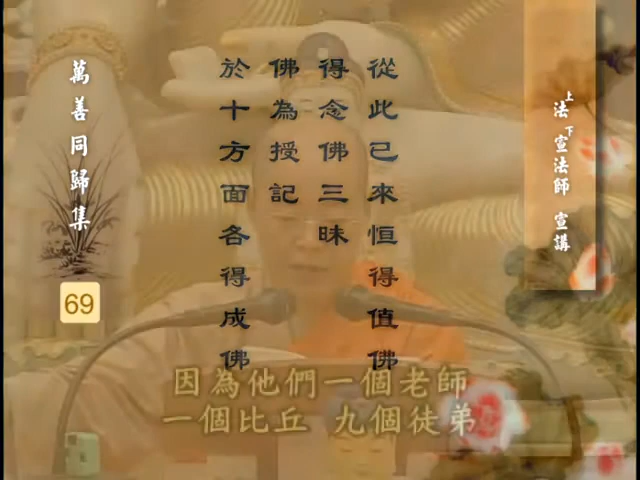 上法下宣法師 宣講
從此已來恒得值佛
得念佛三昧
佛為授記
於十方面各得成佛
萬善同歸集
69
因為他們一個老師
一個比丘 九個徒弟